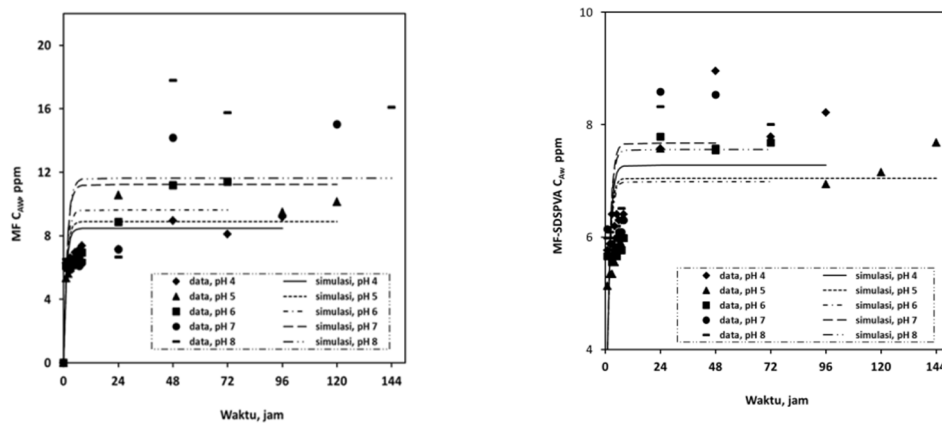 20
16
12
8
4
0
MF C_AWP ppm
data, pH 4 simulasi, pH 4
data, pH 5 simulasi, pH 5
data, pH 6 simulasi, pH 6
data, pH 7 simulasi, pH 7
data, pH 8 simulasi, pH 8
0 24 48 72 96 120 144
Waktu, jam
10
8
6
4
MF-SDSPVA C_Aw ppm
data, pH 4 simulasi, pH 4
data, pH 5 simulasi, pH 5
data, pH 6 simulasi, pH 6
data, pH 7 simulasi, pH 7
data, pH 8 simulasi, pH 8
0 24 48 72 96 120 144
Waktu, jam